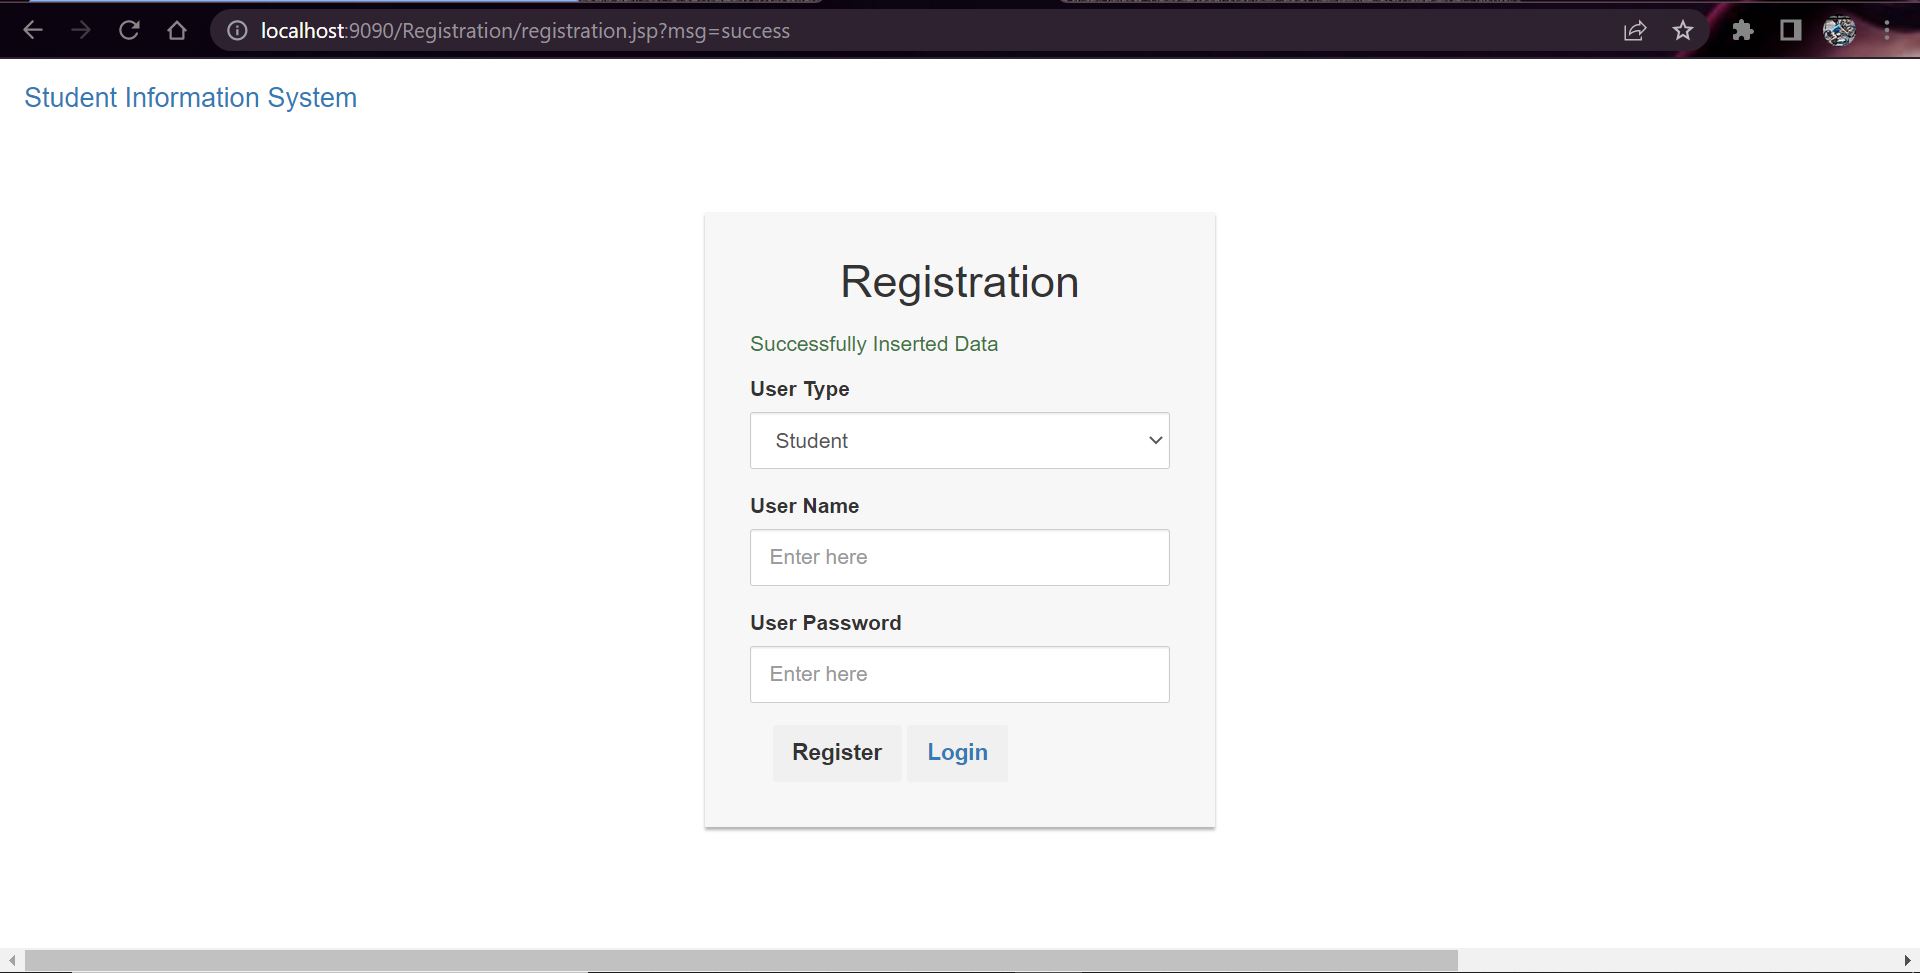 localhost:9090/Registration/registration.jsp?msg=success
Student Information System
Registration
Successfully Inserted Data
User Type
Student
User Name
Enter here
User Password
Enter here
Register Login